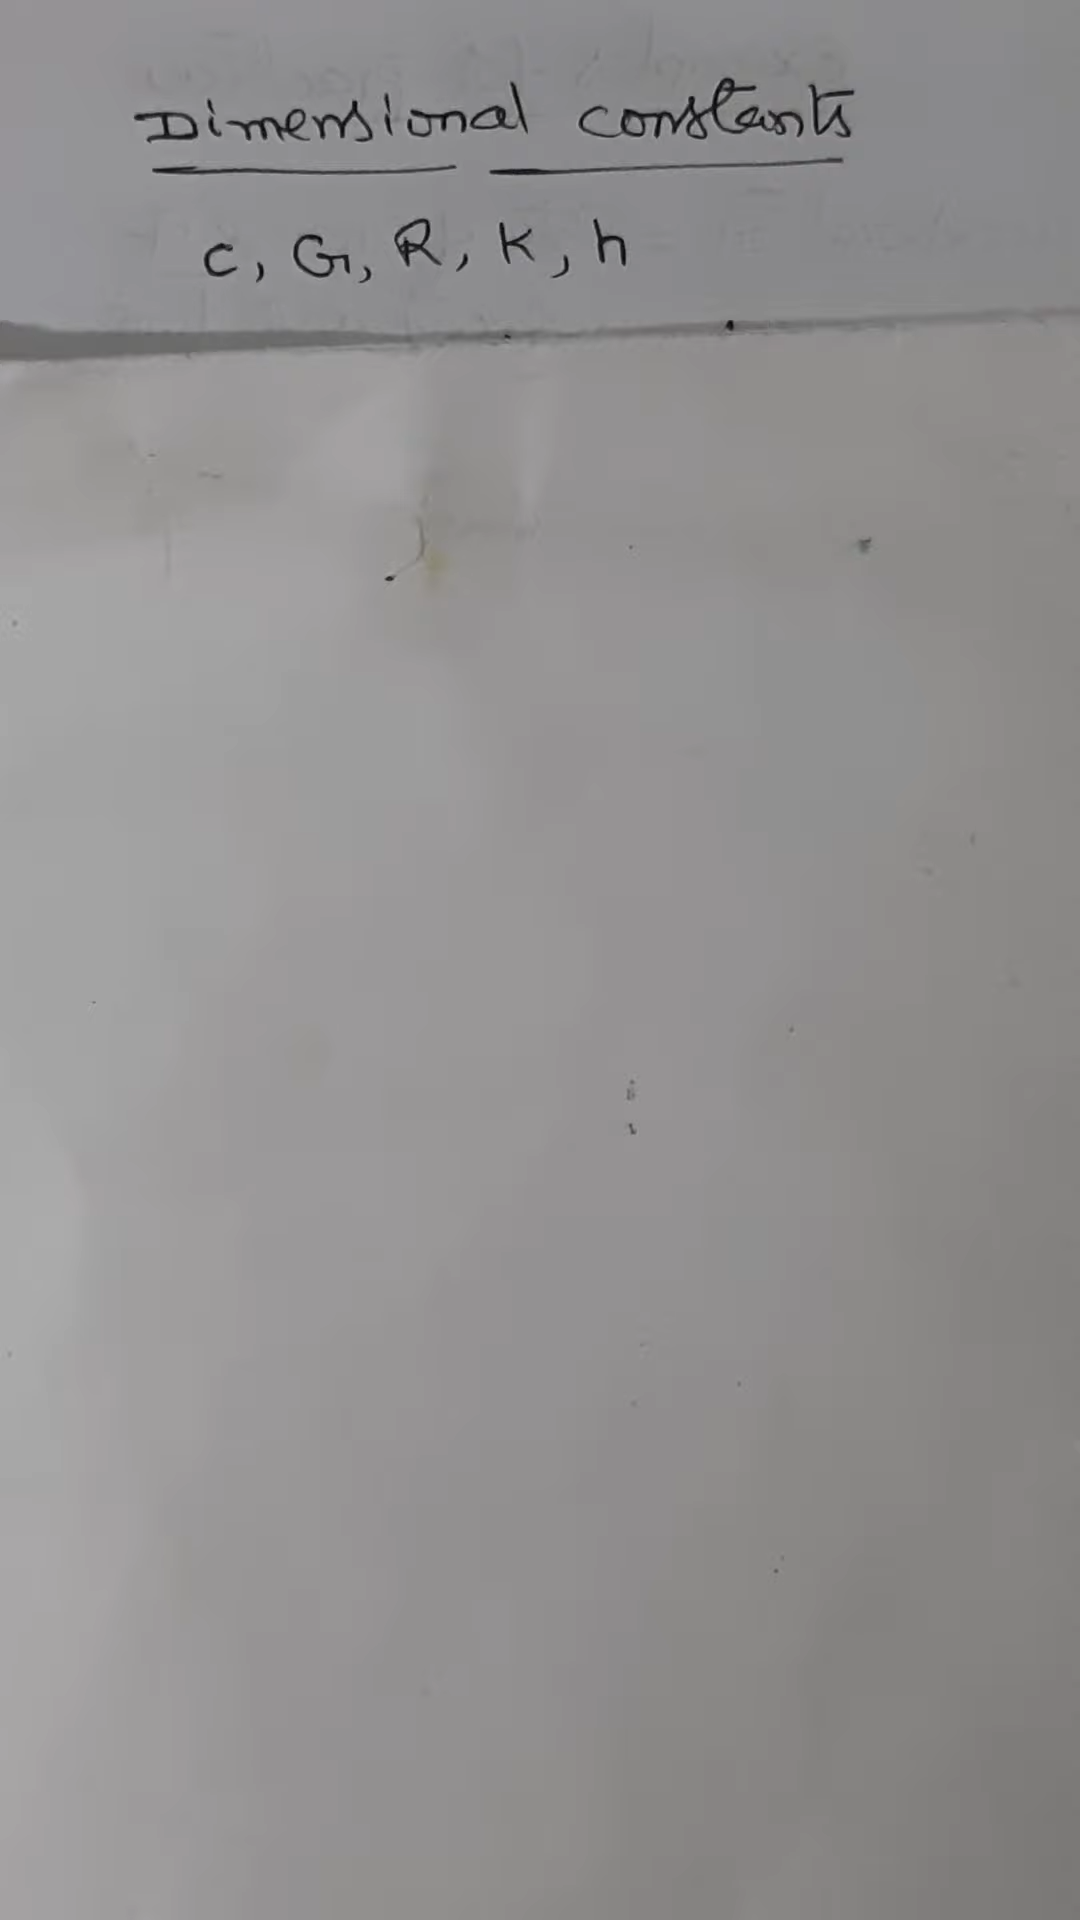 Dimensional constants
c, G, R, K, h